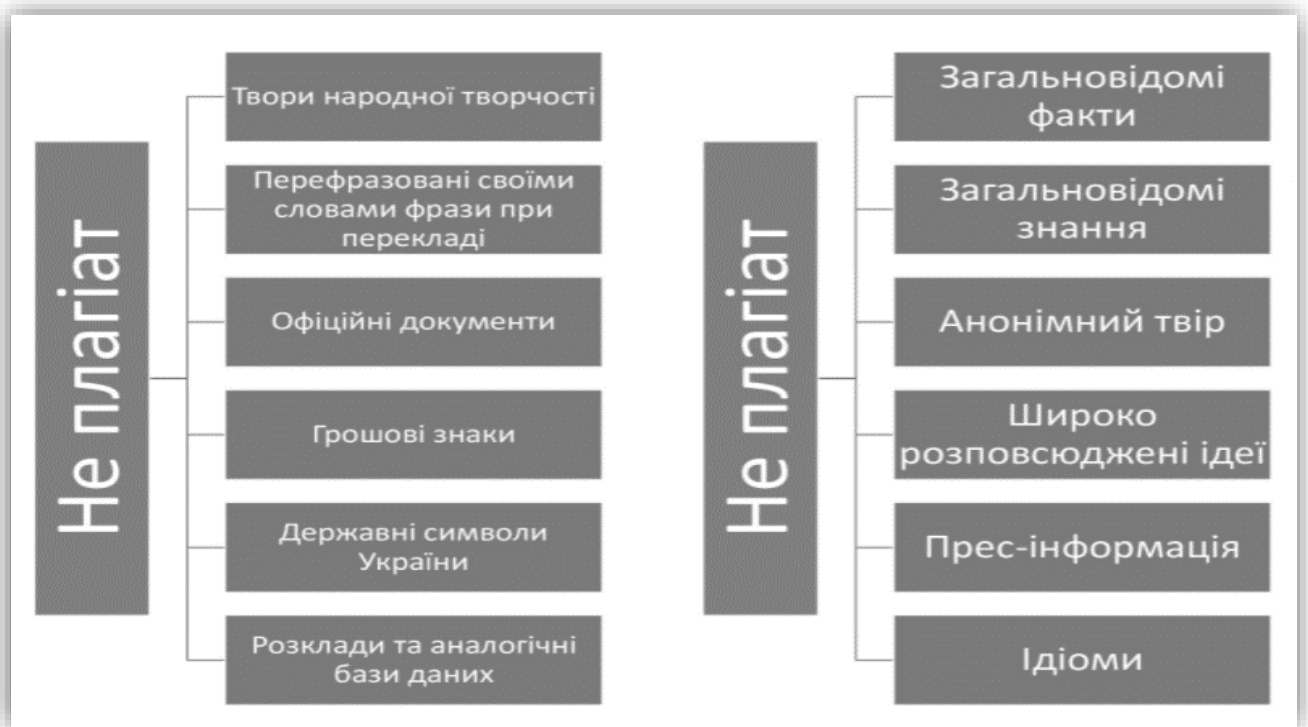 Не плагіат
Твори народної творчості
Перефразовані своїми
словами фрази при
перекладі
Офіційні документи
Грошові знаки
Державні символи
України
Розклади та аналогічні
бази даних
Не плагіат
Загальновідомі
факти
Загальновідомі
знання
Анонімний твір
Широко
розповсюджені ідеї
Прес-інформація
Ідіоми